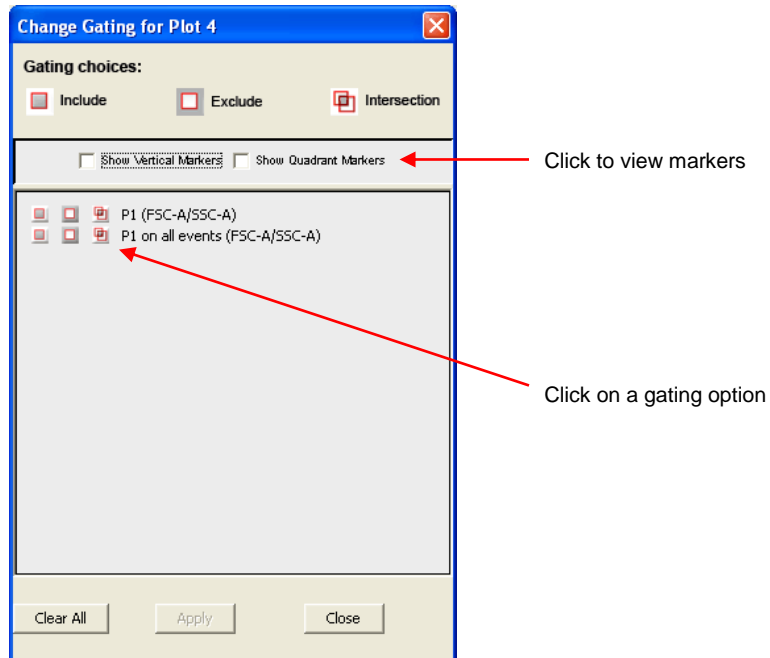 Change Gating for Plot 4
Gating choices:
Include Exclude Intersection
Show Vertical Markers Show Quadrant Markers
Click to view markers
P1 (FSC-A/SSC-A)
P1 on all events (FSC-A/SSC-A)
Click on a gating option
Clear All Apply Close